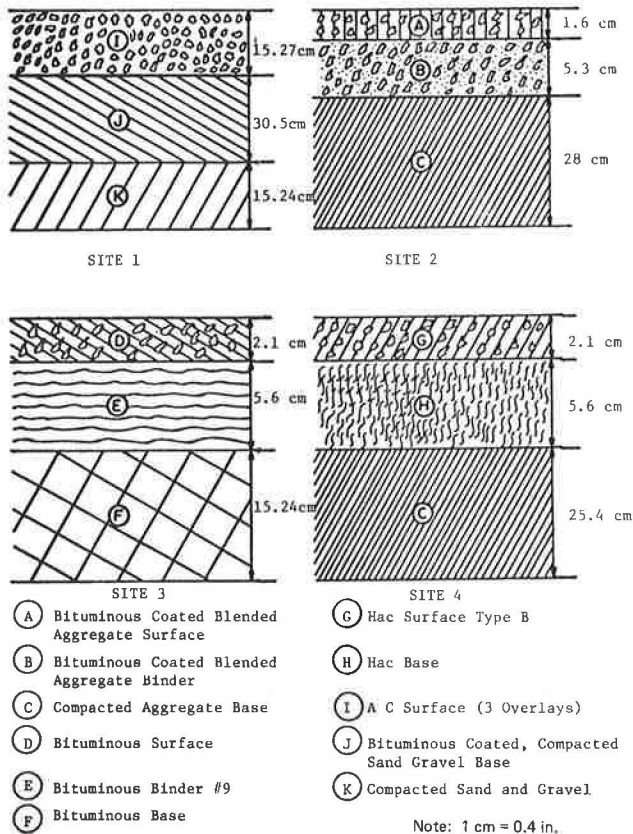 I
15.27cm
J
30.5cm
K
15.24cm
SITE 1
A
1.6 cm
B
5.3 cm
C
28 cm
SITE 2
D
2.1 cm
E
5.6 cm
F
15.24cm
SITE 3
G
2.1 cm
H
5.6 cm
C
25.4 cm
SITE 4
A Bituminous Coated Blended
Aggregate Surface
B Bituminous Coated Blended
Aggregate Binder
C Compacted Aggregate Base
D Bituminous Surface
E Bituminous Binder #9
F Bituminous Base
G Hac Surface Type B
H Hac Base
I A C Surface (3 Overlays)
J Bituminous Coated, Compacted
Sand Gravel Base
K Compacted Sand and Gravel
Note: 1 cm = 0.4 in.